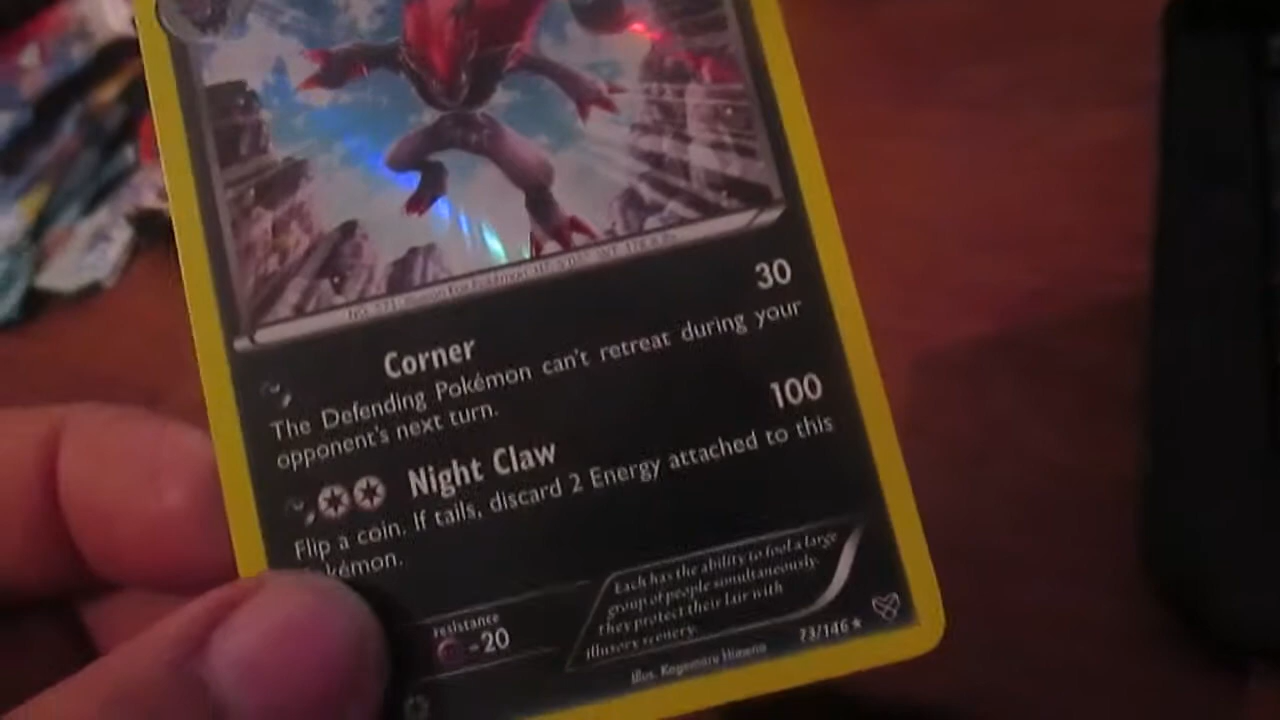 30
Corner
The Defending Pokémon can't retreat during your
opponent's next turn.
100
Night Claw
Flip a coin. If tails, discard 2 Energy attached to this
kémon.
resistance
-20
Each has the ability to fool a large
group of people simultaneously.
They protect their lair with
illusory scenery.
Illus. Kagemaru Himeno
73/146